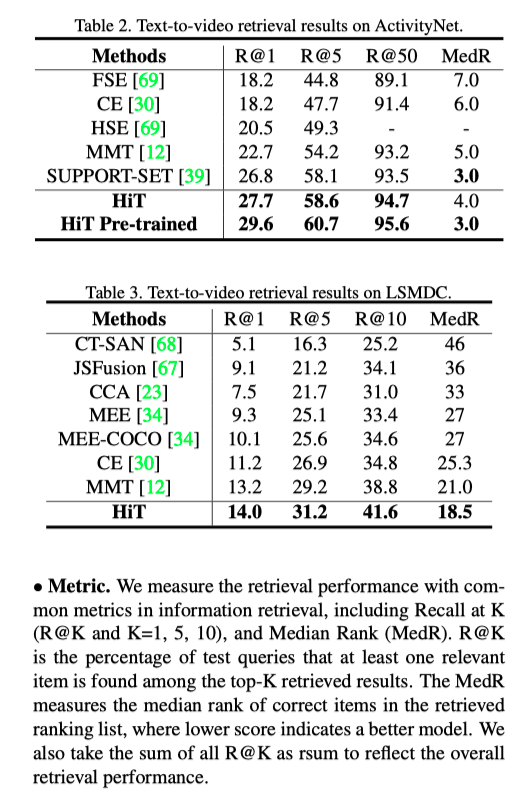 Table 2. Text-to-video retrieval results on ActivityNet.
Methods R@1 R@5 R@50 MedR
FSE [69] 18.2 44.8 89.1 7.0
CE [30] 18.2 47.7 91.4 6.0
HSE [69] 20.5 49.3 - -
MMT [12] 22.7 54.2 93.2 5.0
SUPPORT-SET [39] 26.8 58.1 93.5 3.0
HiT 27.7 58.6 94.7 4.0
HiT Pre-trained 29.6 60.7 95.6 3.0
Table 3. Text-to-video retrieval results on LSMDC.
Methods R@1 R@5 R@10 MedR
CT-SAN [68] 5.1 16.3 25.2 46
JSFusion [67] 9.1 21.2 34.1 36
CCA [23] 7.5 21.7 31.0 33
MEE [34] 9.3 25.1 33.4 27
MEE-COCO [34] 10.1 25.6 34.6 27
CE [30] 11.2 26.9 34.8 25.3
MMT [12] 13.2 29.2 38.8 21.0
HiT 14.0 31.2 41.6 18.5
• Metric. We measure the retrieval performance with com-
mon metrics in information retrieval, including Recall at K
(R@K and K=1, 5, 10), and Median Rank (MedR). R@K
is the percentage of test queries that at least one relevant
item is found among the top-K retrieved results. The MedR
measures the median rank of correct items in the retrieved
ranking list, where lower score indicates a better model. We
also take the sum of all R@K as rsum to reflect the overall
retrieval performance.